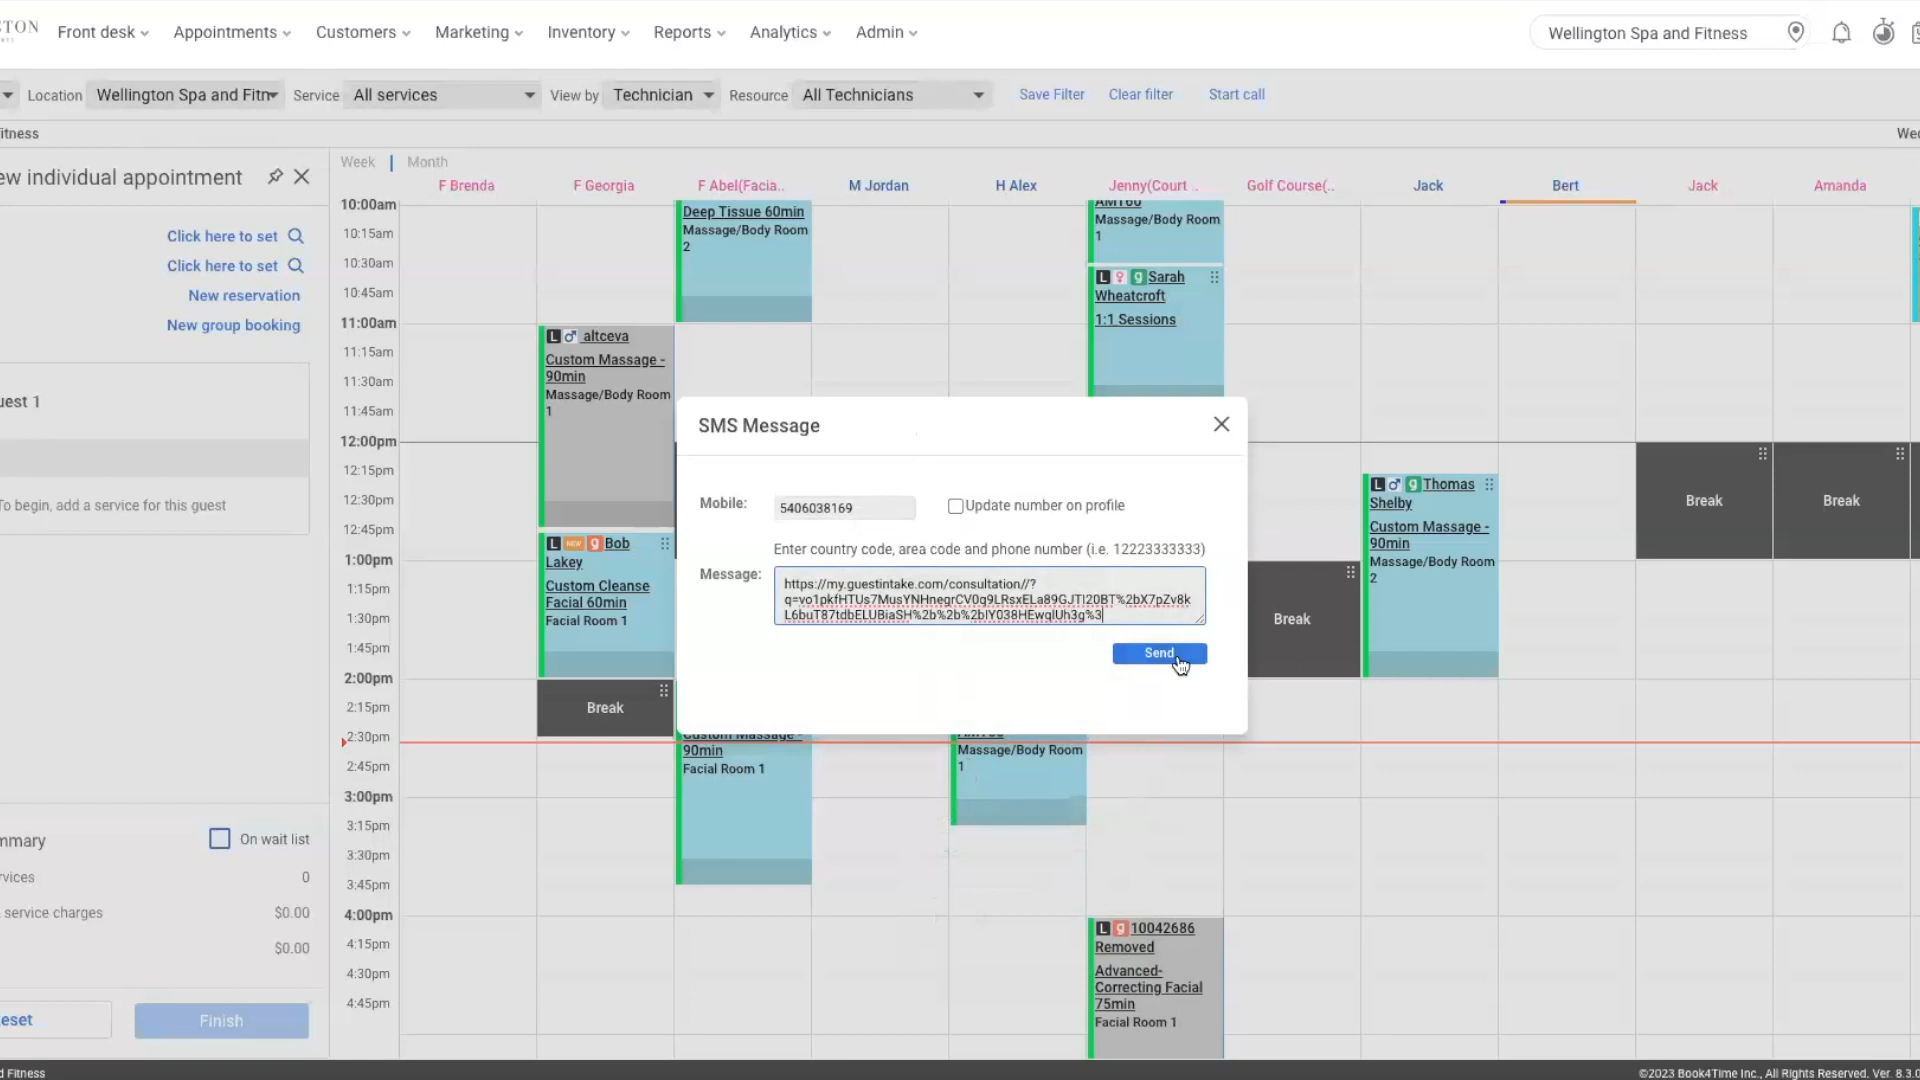 STON
Front desk
Appointments
Customers
Marketing
Inventory
Reports
Analytics
Admin
Wellington Spa and Fitness
Location
Wellington Spa and Fitn
Service
All services
View by
Technician
Resource
All Technicians
Save Filter
Clear filter
Start call
itness
Wed
ew individual appointment
Week
Month
F Brenda
F Georgia
F Abel(Facia..
M Jordan
H Alex
Jenny(Court ..
Golf Course(..
Jack
Bert
Jack
Amanda
Click here to set
Click here to set
New reservation
New group booking
uest 1
To begin, add a service for this guest
mmary
On wait list
rvices
0
service charges
$0.00
$0.00
eset
Finish
10:00am
10:15am
10:30am
10:45am
11:00am
11:15am
11:30am
11:45am
12:00pm
12:15pm
12:30pm
12:45pm
1:00pm
1:15pm
1:30pm
1:45pm
2:00pm
2:15pm
2:30pm
2:45pm
3:00pm
3:15pm
3:30pm
3:45pm
4:00pm
4:15pm
4:30pm
4:45pm
L altceva
Custom Massage -
90min
Massage/Body Room
1
L NEW g Bob
Lakey
Custom Cleanse
Facial 60min
Facial Room 1
Break
Deep Tissue 60min
Massage/Body Room
2
Custom Massage -
90min
Facial Room 1
AMT60
Massage/Body Room
1
AMT60
Massage/Body Room
1
L g Sarah
Wheatcroft
1:1 Sessions
L g 10042686
Removed
Advanced-
Correcting Facial
75min
Facial Room 1
Break
L g Thomas
Shelby
Custom Massage -
90min
Massage/Body Room
2
Break
Break
SMS Message
Mobile:
5406038169
Update number on profile
Enter country code, area code and phone number (i.e. 12223333333)
Message:
https://my.guestintake.com/consultation//?
q=vo1pkfHTUs7MusYNHnegrCV0q9LRsxELa89GJTI20BT%2bX7pZv8k
L6buT87tdbELUBiaSH%2b%2b%2bIY038HEwqlUh3g%3
Send
d Fitness
©2023 Book4Time Inc., All Rights Reserved. Ver. 8.3.0